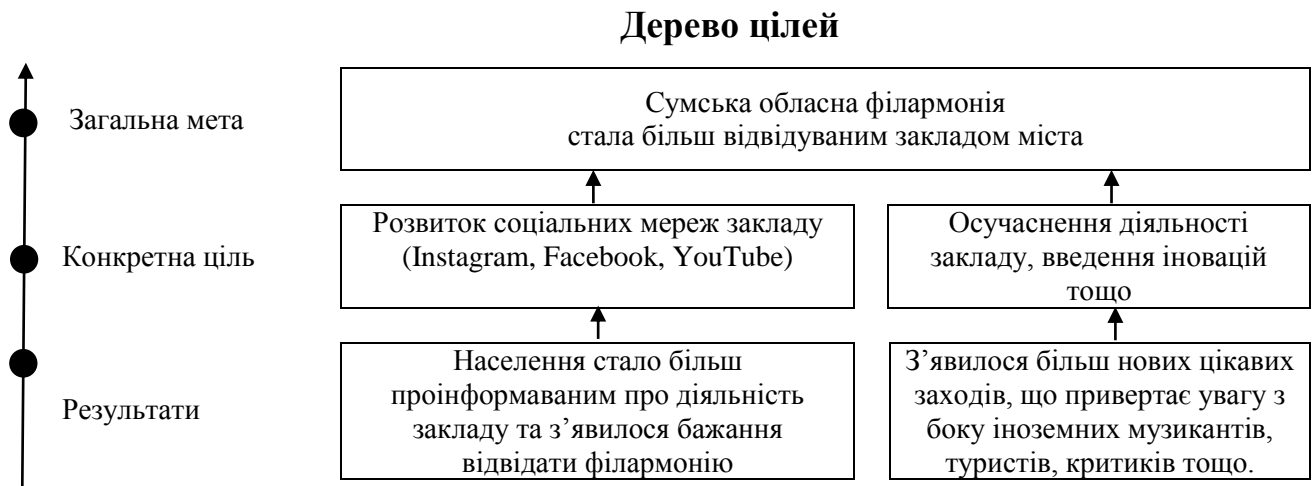 Дерево цілей
Загальна мета
Сумська обласна філармонія
стала більш відвідуваним закладом міста
Конкретна ціль
Розвиток соціальних мереж закладу
(Instagram, Facebook, YouTube)
Осучаснення діяльності
закладу, введення іновацій
тощо
Результати
Населення стало більш
проінформаваним про діяльність
закладу та з’явилося бажання
відвідати філармонію
З’явилося більш нових цікавих
заходів, що привертає увагу з
боку іноземних музикантів,
туристів, критиків тощо.